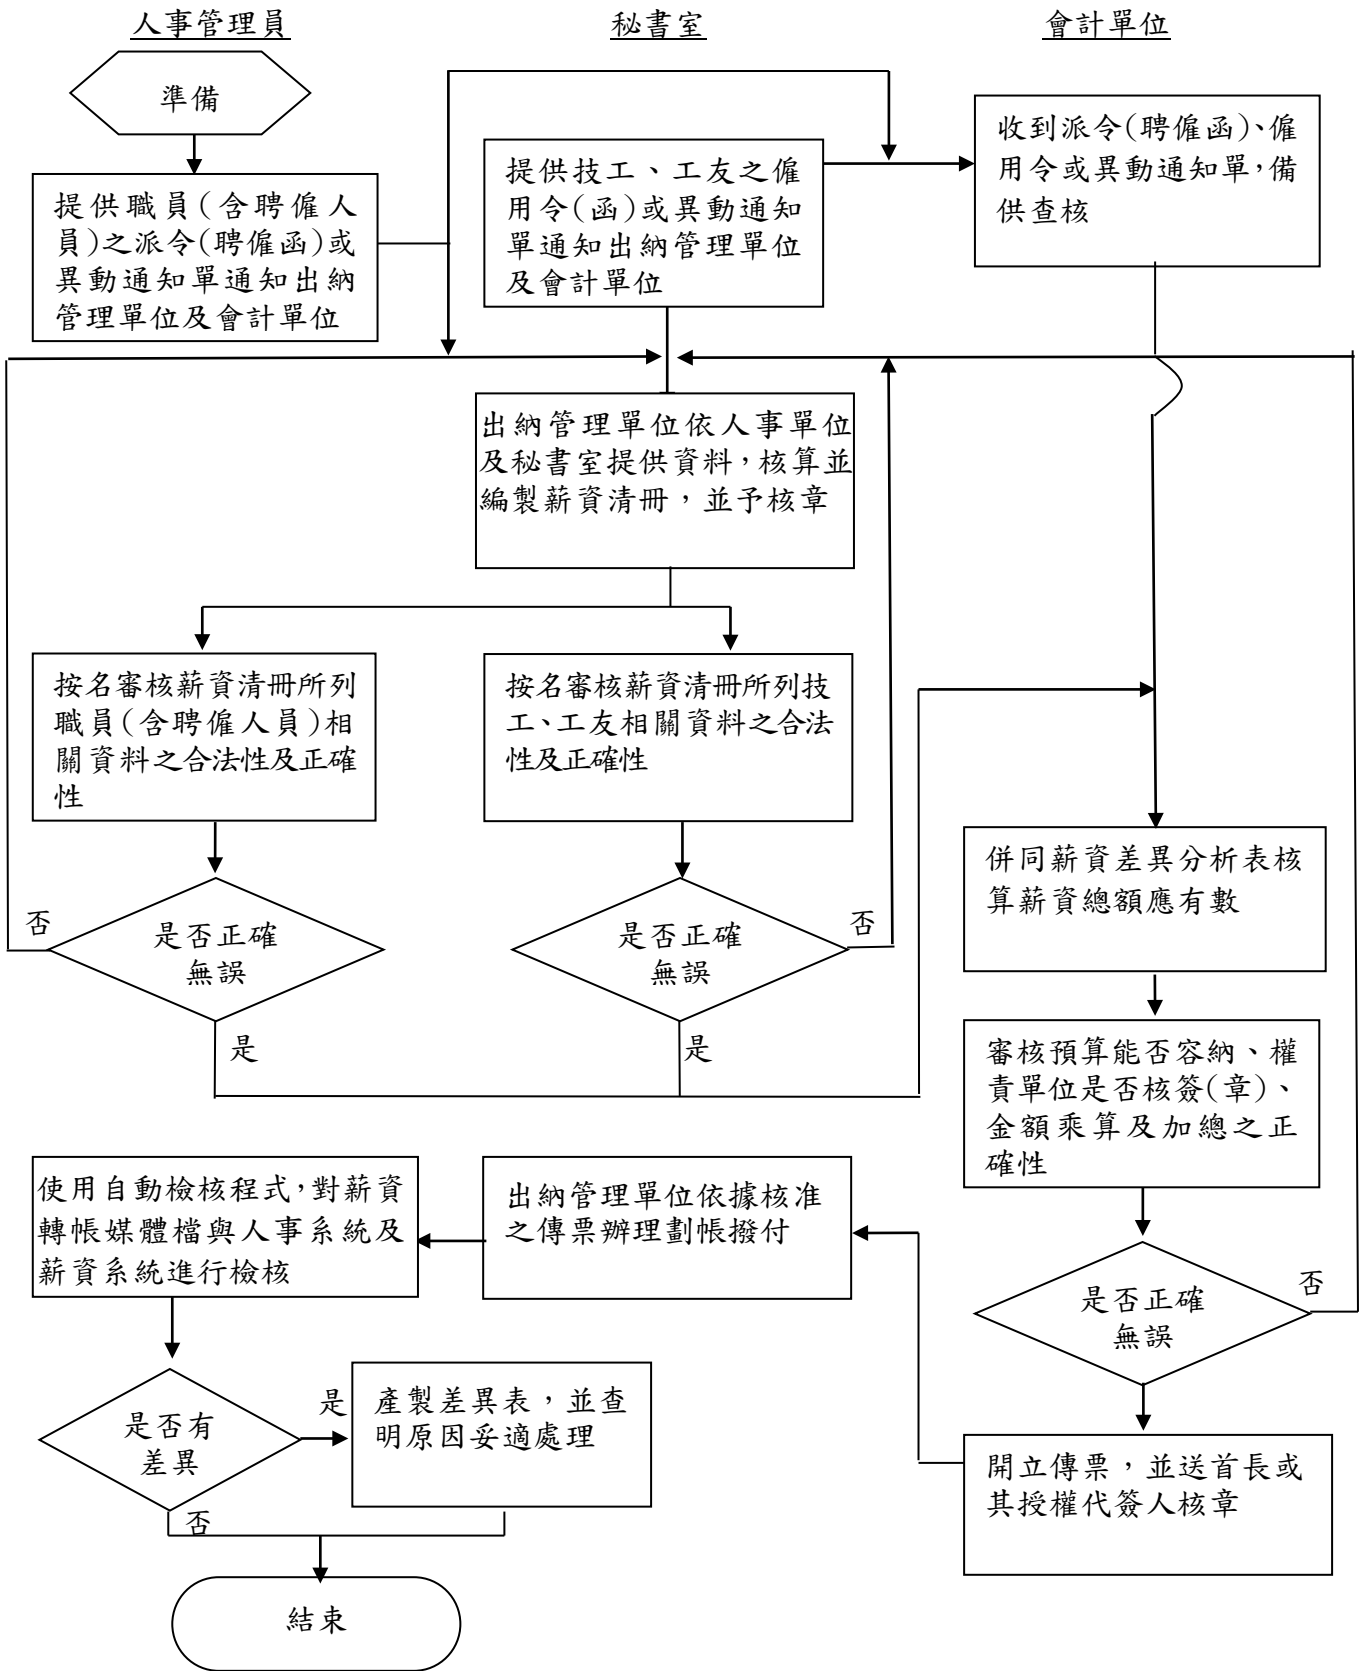 人事管理員
秘書室
會計單位
準備
提供職員(含聘僱人
員)之派令(聘僱函)或
異動通知單通知出納
管理單位及會計單位
提供技工、工友之僱
用令(函)或異動通知
單通知出納管理單位
及會計單位
收到派令(聘僱函)、僱
用令或異動通知單,備
供查核
出納管理單位依人事單位
及秘書室提供資料,核算並
編製薪資清冊,並予核章
按名審核薪資清冊所列
職員(含聘僱人員)相
關資料之合法性及正確
性
按名審核薪資清冊所列技
工、工友相關資料之合法
性及正確性
併同薪資差異分析表核
算薪資總額應有數
否
是否正確
無誤
是
是否正確
無誤
否
是
審核預算能否容納、權
責單位是否核簽(章)、
金額乘算及加總之正
確性
使用自動檢核程式,對薪資
轉帳媒體檔與人事系統及
薪資系統進行檢核
出納管理單位依據核准
之傳票辦理劃帳撥付
是否正確
無誤
否
是否有
差異
是
否
產製差異表,並查
明原因妥適處理
開立傳票,並送首長或
其授權代簽人核章
結束